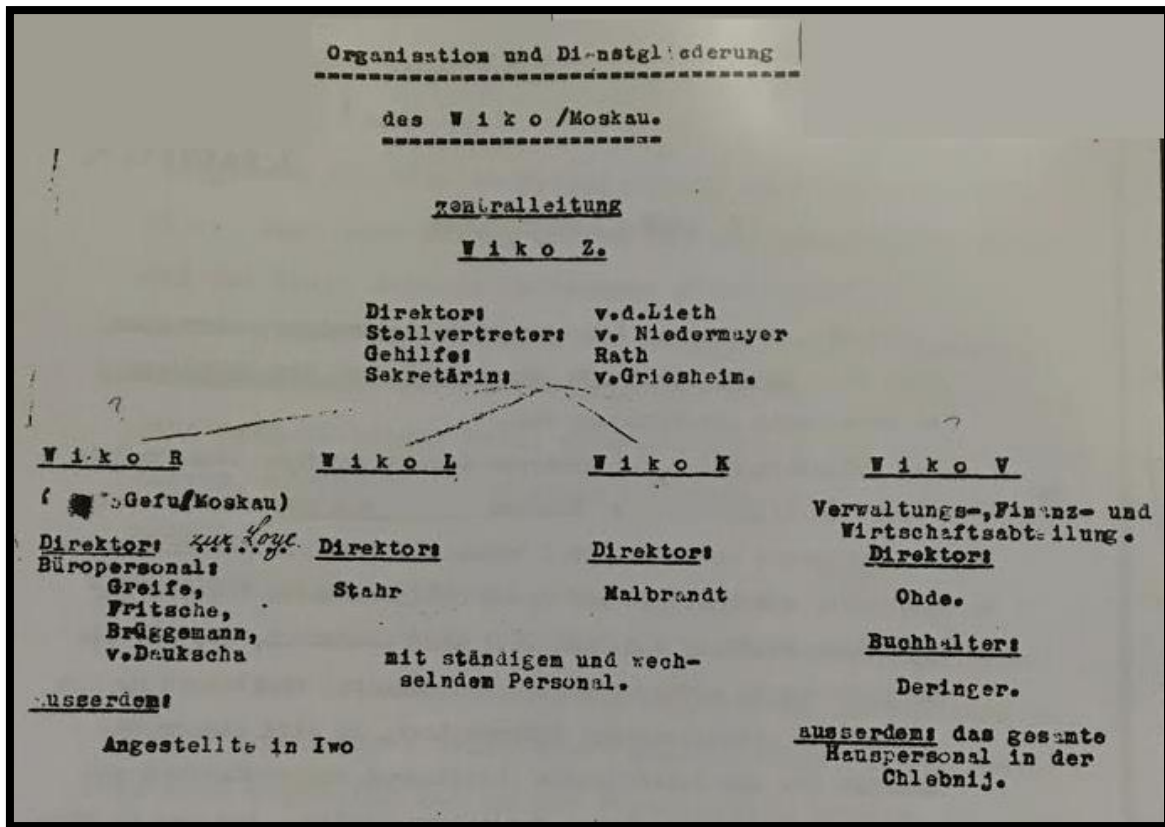 Organisation und Dienstgliederung
des W i k o /Moskau.
Zentralleitung
W i k o Z.
Direktor: v.d.Lieth
Stellvertreter: v. Niedermayer
Gehilfe: Rath
Sekretärin: v.Griesheim.
?
?
W i k o R
( Gefu/Moskau)
Direktor: zur Loye
Büropersonal:
Greife,
Fritsche,
Brüggemann,
v.Daukscha
ausserdem:
Angestellte in Iwo
W i k o L
Direktor:
Stahr
W i k o K
Direktor:
Malbrandt
mit ständigem und wech-
selndem Personal.
W i k o V
Verwaltungs-,Finanz- und
Wirtschaftsabteilung.
Direktor:
Ohde.
Buchhalter:
Deringer.
ausserdem: das gesamte
Hauspersonal in der
Chlebnij.